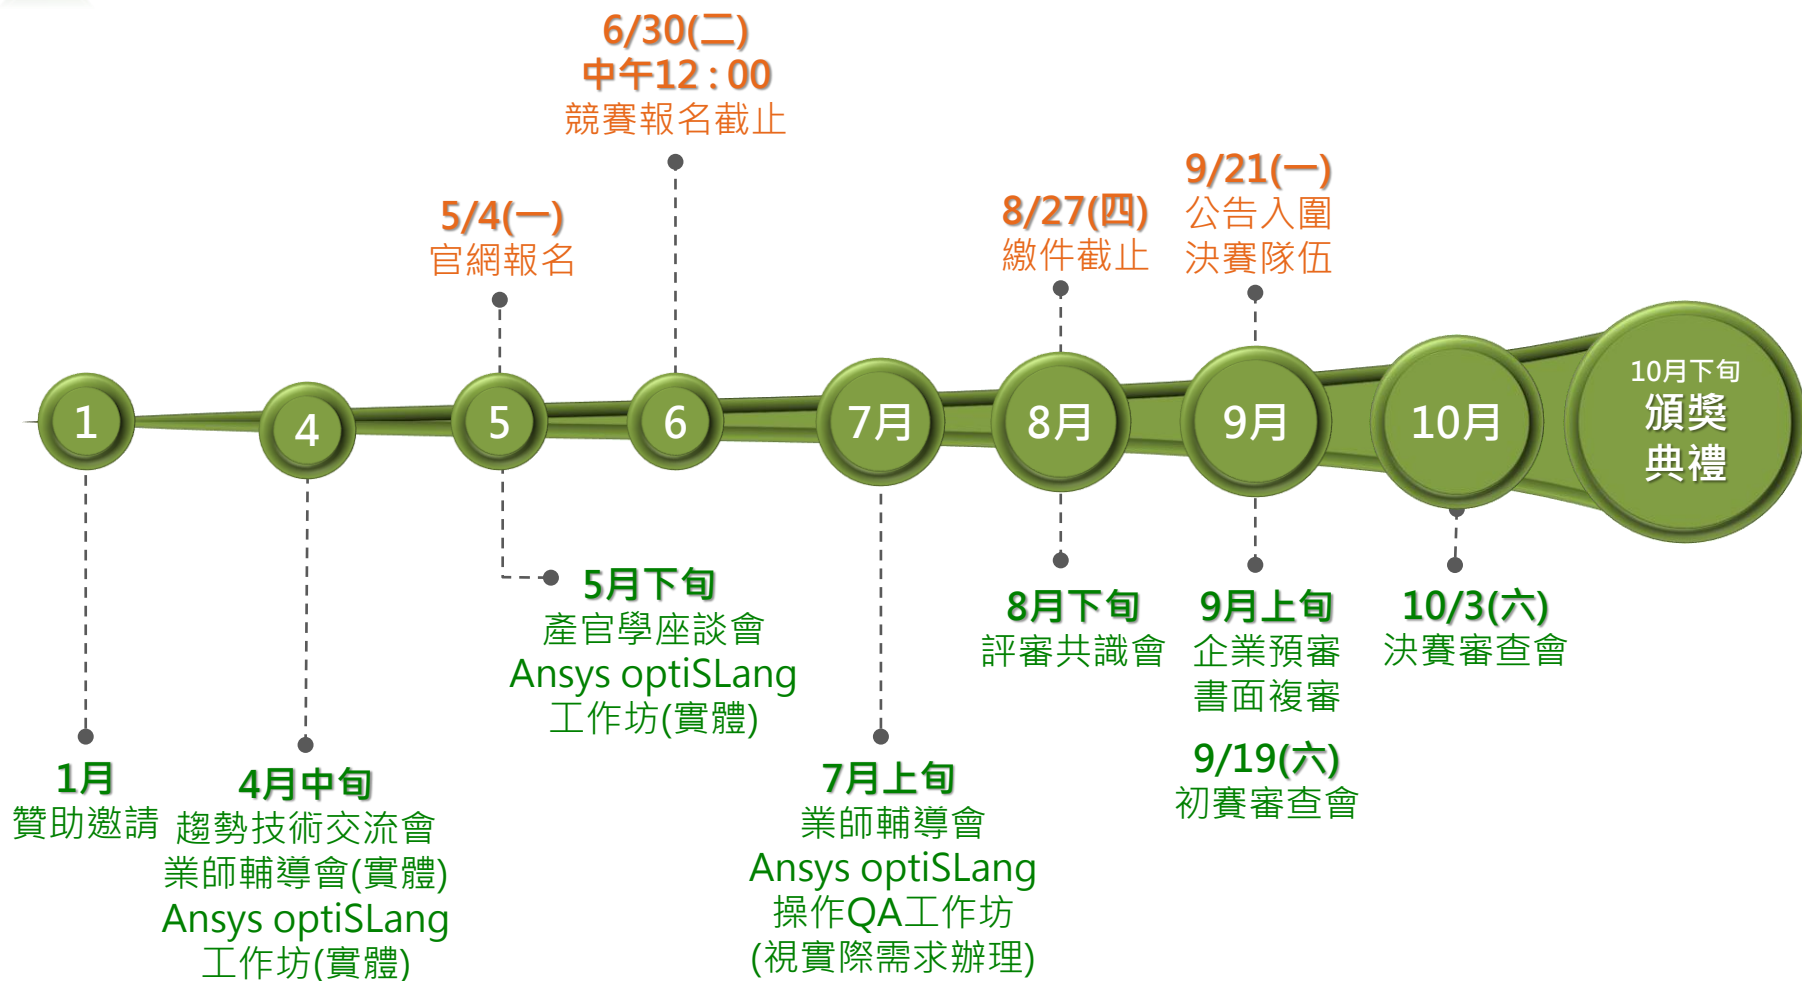 6/30(二)
中午12 : 00
競賽報名截止
5/4(一)
官網報名
8/27(四)
繳件截止
9/21(一)
公告入圍
決賽隊伍
1
4
5
6
7月
8月
9月
10月
10月下旬
頒獎
典禮
1月
贊助邀請
4月中旬
趨勢技術交流會
業師輔導會(實體)
Ansys optiSLang
工作坊(實體)
5月下旬
產官學座談會
Ansys optiSLang
工作坊(實體)
7月上旬
業師輔導會
Ansys optiSLang
操作QA工作坊
(視實際需求辦理)
8月下旬
評審共識會
9月上旬
企業預審
書面複審
9/19(六)
初賽審查會
10/3(六)
決賽審查會